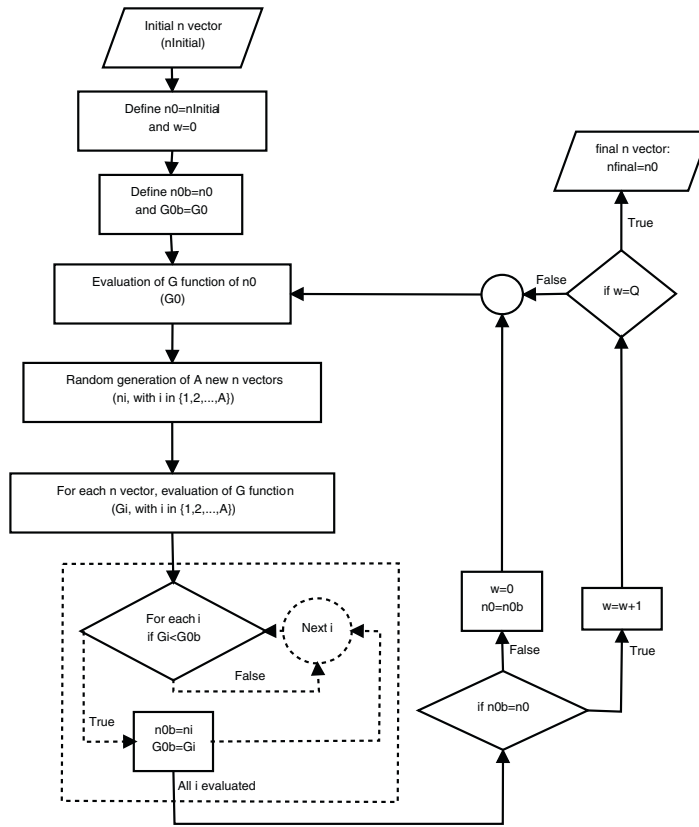 Initial n vector
(nInitial)
Define n0=nInitial
and w=0
Define n0b=n0
and G0b=G0
Evaluation of G function of n0
(G0)
Random generation of A new n vectors
(ni, with i in {1,2,...,A})
For each n vector, evaluation of G function
(Gi, with i in {1,2,...,A})
For each i
if Gi<G0b
Next i
False
True
n0b=ni
G0b=Gi
All i evaluated
if n0b=n0
False
w=0
n0=n0b
True
w=w+1
if w=Q
False
True
final n vector:
nfinal=n0